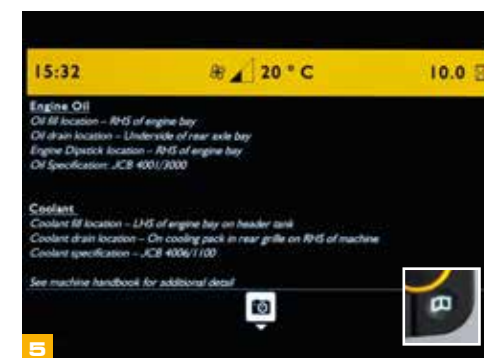 15:32 20 ° C 10.0
Engine Oil
Oil fill location – RHS of engine bay
Oil drain location – Underside of rear axle bay
Engine Dipstick location – RHS of engine bay
Oil Specification: JCB 4001/3000
Coolant
Coolant fill location – LHS of engine bay on header tank
Coolant drain location – On cooling pack in rear grille on RHS of machine
Coolant specification – JCB 4006/1100
See machine handbook for additional detail
5